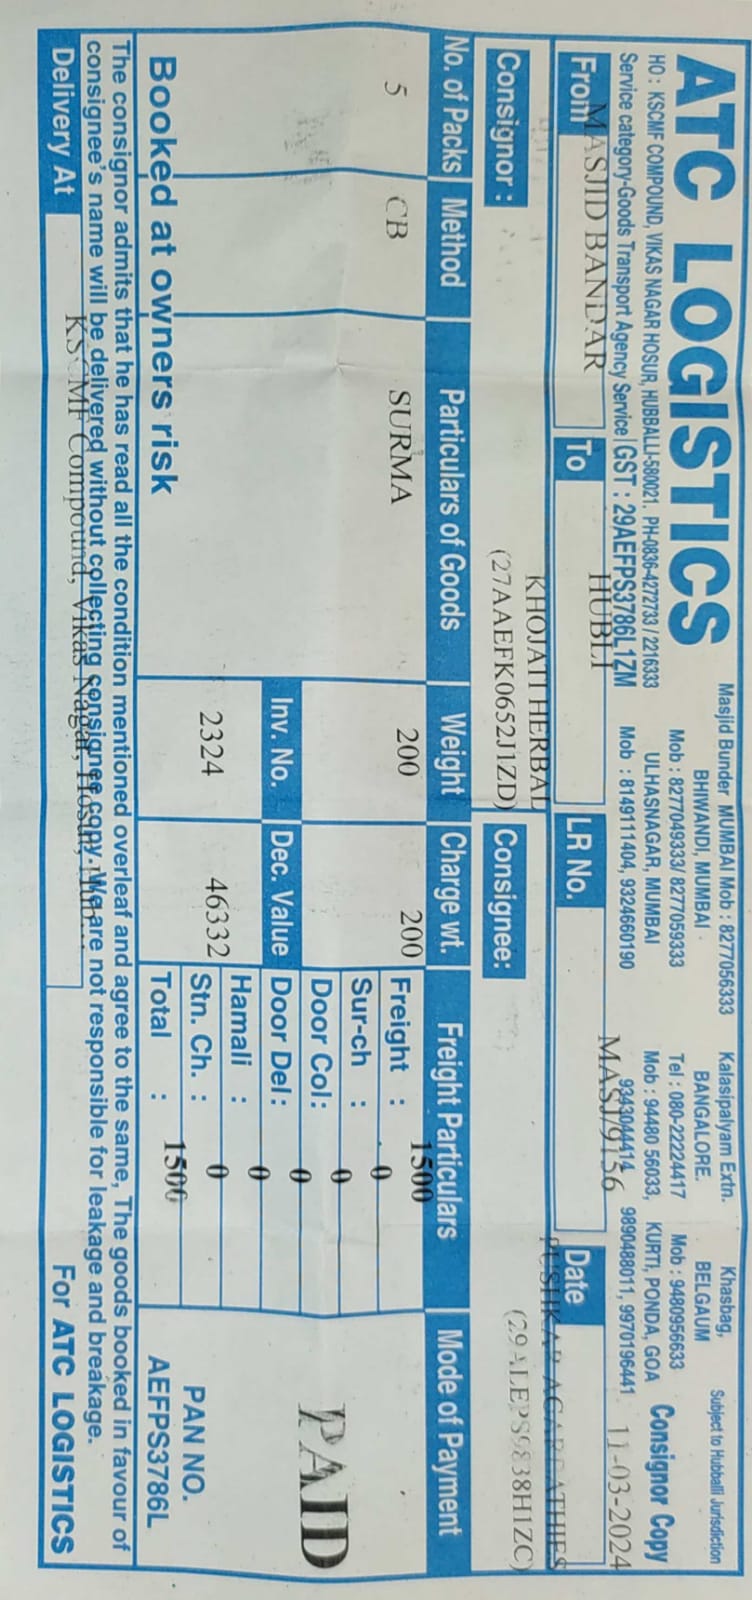 ATC LOGISTICS
HO : KSCMF COMPOUND, VIKAS NAGAR HOSUR, HUBBALLI-580021. PH-0836-4272733 / 2216333
Service category-Goods Transport Agency Service GST : 29AEFPS3786L1ZM
Masjid Bunder MUMBAI Mob : 8277056333
BHIWANDI, MUMBAI
Mob : 8277049333/ 8277059333
ULHASNAGAR, MUMBAI
Mob : 8149111404, 9324660190
Kalasipalyam Extn.
BANGALORE.
Tel : 080-22224417
Mob : 94480 56033,
9343044414
Khasbag,
BELGAUM
Mob : 9480956633
KURTI, PONDA, GOA
9890488011, 9970196441
Subject to Hubballi Jurisdiction
Consignor Copy
From MASJID BANDAR To HUBLI LR No. MASJ/9156 Date 11-03-2024
Consignor : KHOJATI HERBAL Consignee: PUSHKAR AGARBATHIES
(27AAEFK0652J1ZD) (29ALEPS9838H1ZC)
No. of Packs Method Particulars of Goods Weight Charge wt. Freight Particulars Mode of Payment
5 CB SURMA 200 200 Freight : 1500
Sur-ch : 0
Door Col: 0 PAID
Inv. No. Dec. Value Door Del: 0
2324 46332 Hamali : 0
Stn. Ch. : 0 PAN NO.
Booked at owners risk Total : 1500 AEFPS3786L
The consignor admits that he has read all the condition mentioned overleaf and agree to the same, The goods booked in favour of
consignee's name will be delivered without collecting consignee copy. We are not responsible for leakage and breakage.
Delivery At KSCMF Compound, Vikas Nagar, Hosur, Hub... For ATC LOGISTICS